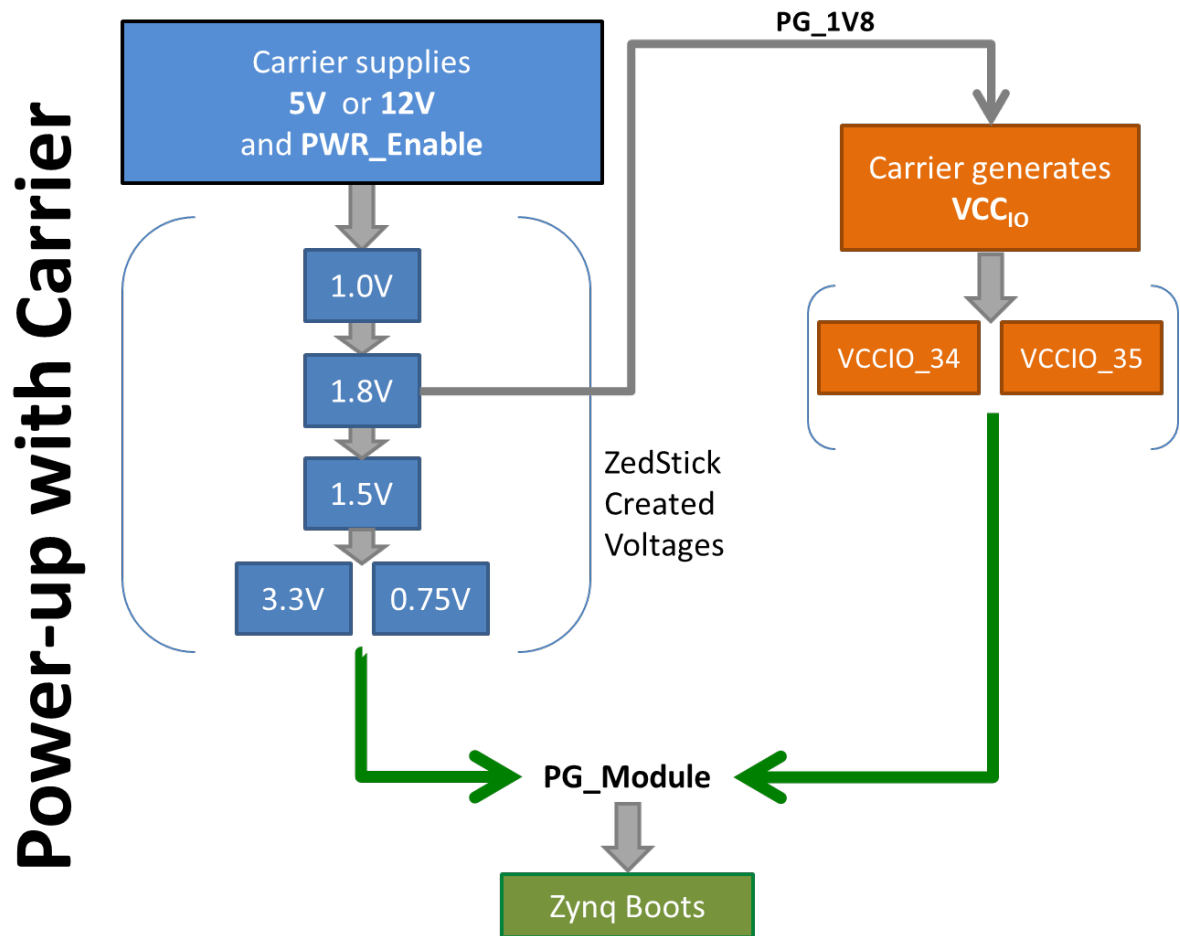 Power-up with Carrier
Carrier supplies
5V or 12V
and PWR_Enable
PG_1V8
Carrier generates
VCCIO
1.0V
1.8V
1.5V
3.3V
0.75V
ZedStick
Created
Voltages
VCCIO_34
VCCIO_35
PG_Module
Zynq Boots